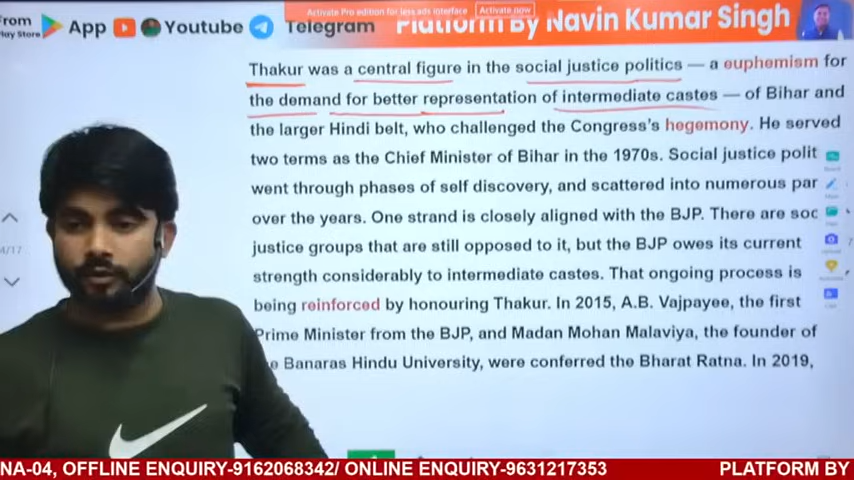 Activate Pro edition for less ads interface Activate now
From
Play Store App Youtube Telegram Platform By Navin Kumar Singh
Thakur was a central figure in the social justice politics — a euphemism for
the demand for better representation of intermediate castes — of Bihar and
the larger Hindi belt, who challenged the Congress's hegemony. He served
two terms as the Chief Minister of Bihar in the 1970s. Social justice polit
went through phases of self discovery, and scattered into numerous par
over the years. One strand is closely aligned with the BJP. There are soc
justice groups that are still opposed to it, but the BJP owes its current
strength considerably to intermediate castes. That ongoing process is
being reinforced by honouring Thakur. In 2015, A.B. Vajpayee, the first
Prime Minister from the BJP, and Madan Mohan Malaviya, the founder of
e Banaras Hindu University, were conferred the Bharat Ratna. In 2019,
4/17
NA-04, OFFLINE ENQUIRY-9162068342/ ONLINE ENQUIRY-9631217353 PLATFORM BY